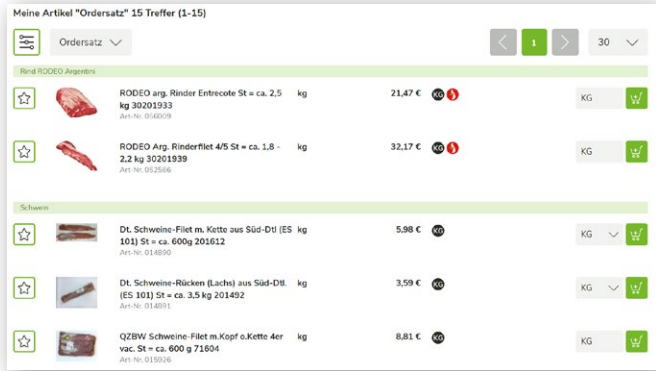 Meine Artikel "Ordersatz" 15 Treffer (1-15)
Ordersatz
1
30
Rind RODEO Argentini
RODEO arg. Rinder Entrecote St = ca. 2,5 kg 21,47 € KG KG
kg 30201933
Art-Nr. 056009
RODEO Arg. Rinderfilet 4/5 St = ca. 1,8 - kg 32,17 € KG KG
2,2 kg 30201939
Art-Nr. 052566
Schwein
Dt. Schweine-Filet m. Kette aus Süd-Dtl (ES kg 5,98 € KG KG
101) St = ca. 600g 201612
Art-Nr. 014890
Dt. Schweine-Rücken (Lachs) aus Süd-Dtl. kg 3,59 € KG KG
(ES 101) St = ca. 3,5 kg 201492
Art-Nr. 014891
QZBW Schweine-Filet m.Kopf o.Kette 4er kg 8,81 € KG KG
vac. St = ca. 600 g 71604
Art-Nr. 015926